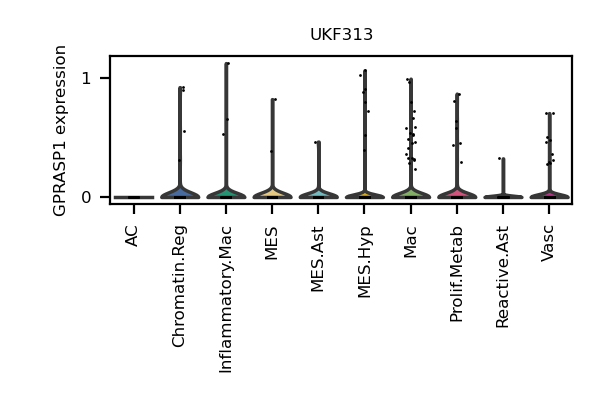 UKF313
GPRASP1 expression
1
0
AC
Chromatin.Reg
Inflammatory.Mac
MES
MES.Ast
MES.Hyp
Mac
Prolif.Metab
Reactive.Ast
Vasc